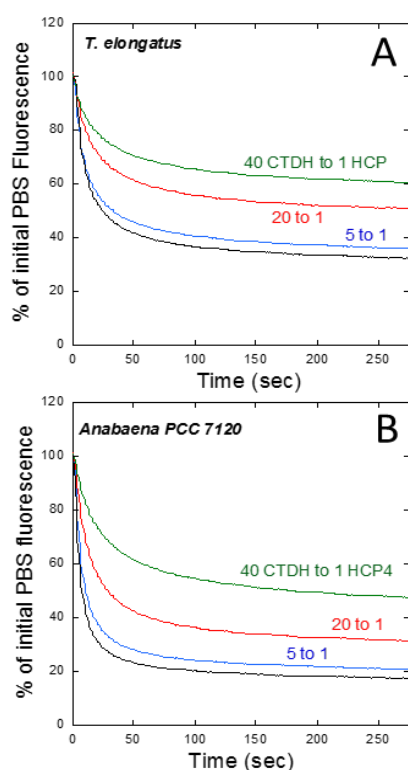 120
T. elongatus
A
100
80
60
40
20
0
% of initial PBS Fluorescence
40 CTDH to 1 HCP
20 to 1
5 to 1
0 50 100 150 200 250
Time (sec)
120
Anabaena PCC 7120
B
100
80
60
40
20
0
% of initial PBS fluorescence
40 CTDH to 1 HCP4
20 to 1
5 to 1
0 50 100 150 200 250
Time (sec)